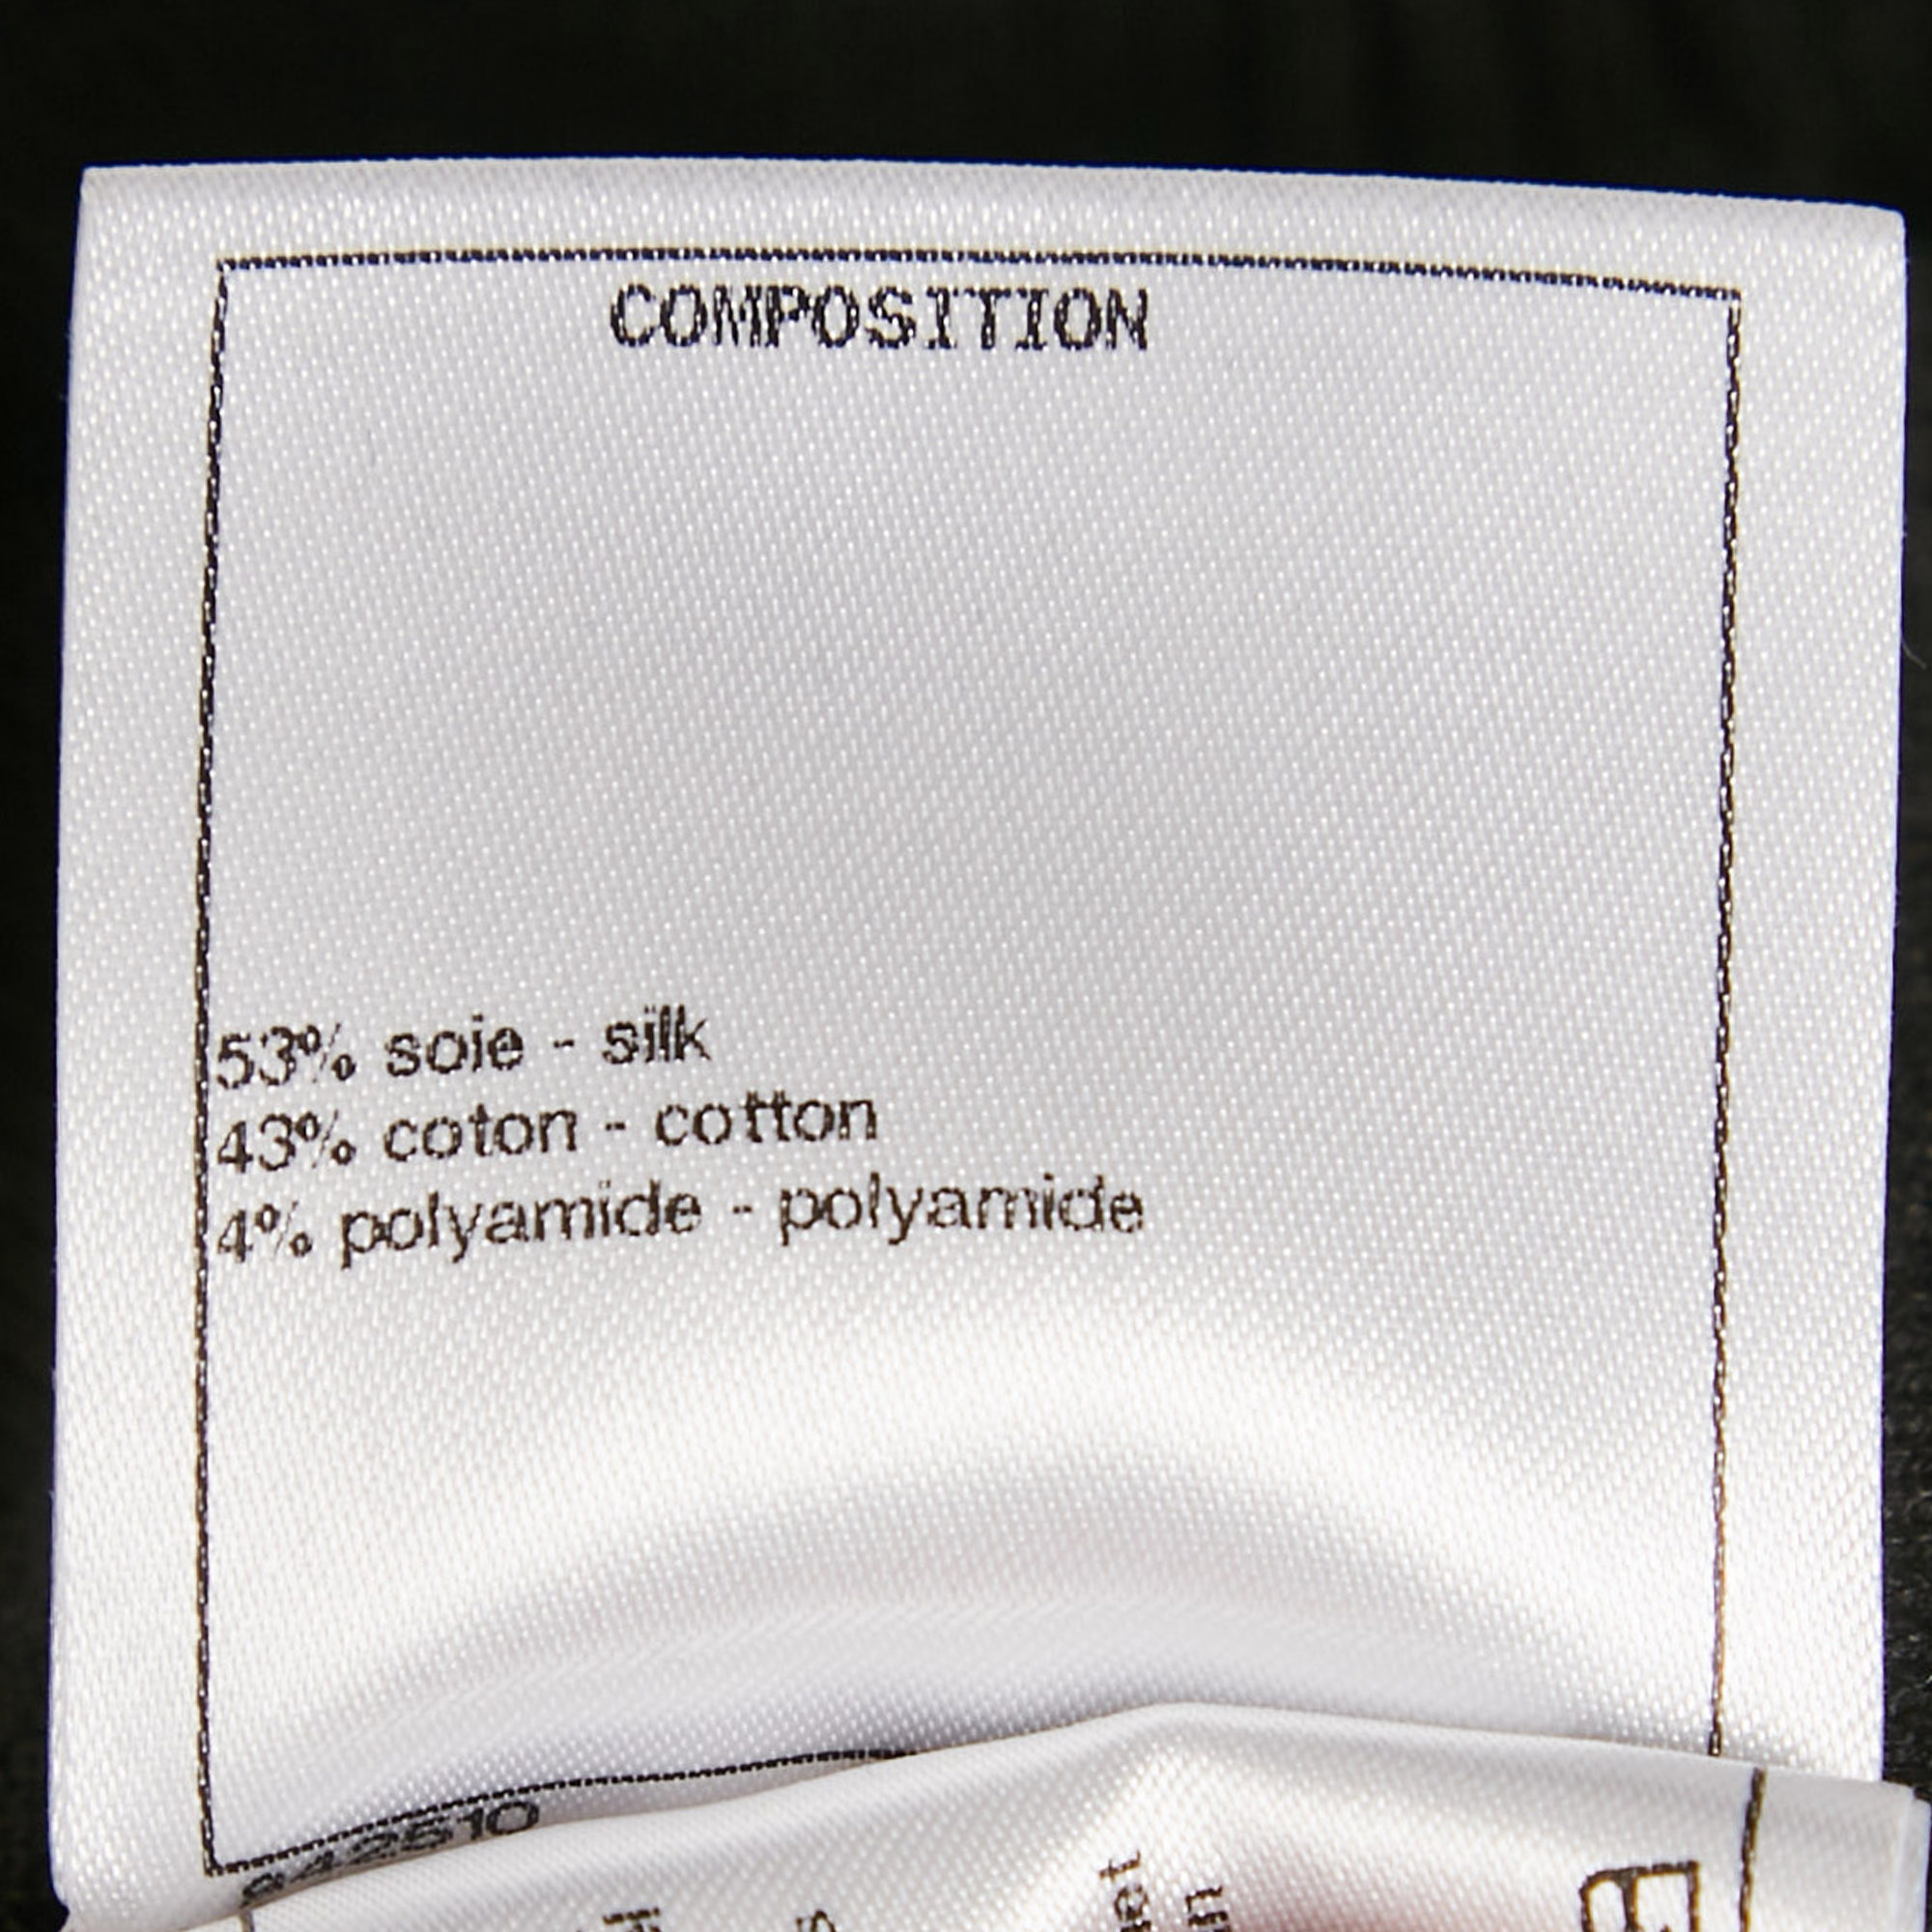 COMPOSITION
53% soie - silk
43% coton - cotton
4% polyamide - polyamide